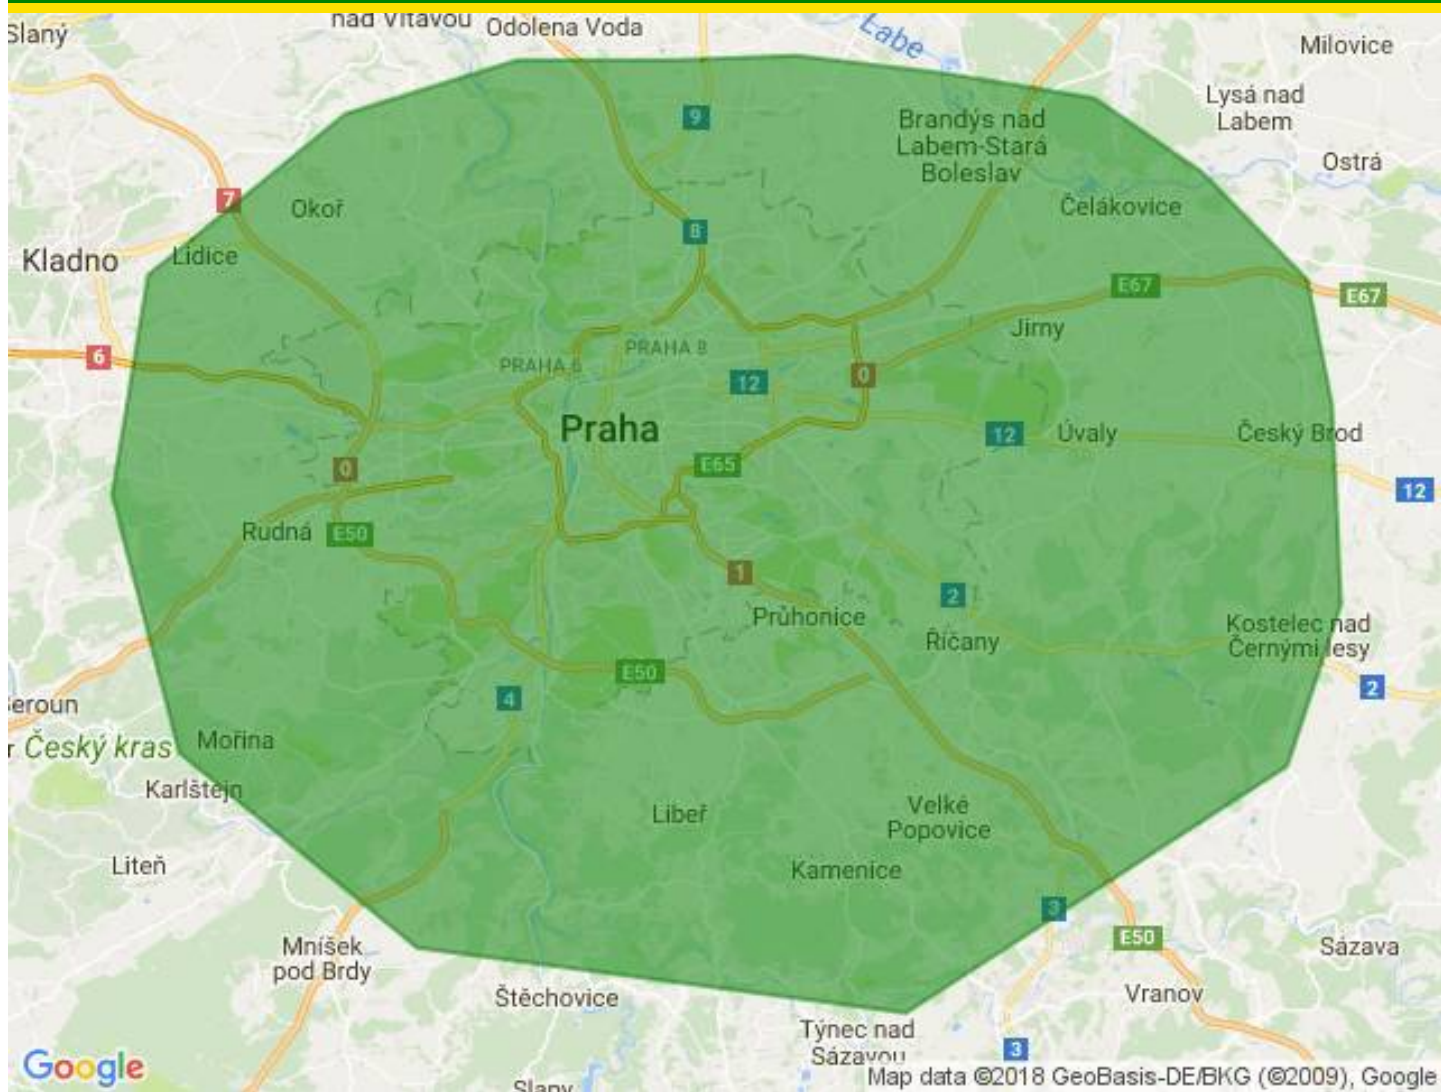 nad Vltavou
Odolena Voda
Slaný
Labe
Milovice
Lysá nad
Labem
9
Brandýs nad
Labem-Stará
Boleslav
Ostrá
7
Okoř
Čelákovice
8
Kladno
Lidice
E67
E67
Jirny
PRAHA 8
6
PRAHA 6
12
0
Praha
12
Úvaly
Český Brod
E65
0
12
Rudná
E50
1
2
Průhonice
Kostelec nad
Černými lesy
Říčany
E50
2
4
Beroun
Mořina
Český kras
Karlštejn
Velké
Popovice
Libeř
Liteň
Kamenice
3
E50
Mníšek
pod Brdy
Sázava
Štěchovice
Vranov
Týnec nad
Sázavou
3
Google
Slapy
Map data ©2018 GeoBasis-DE/BKG (©2009), Google